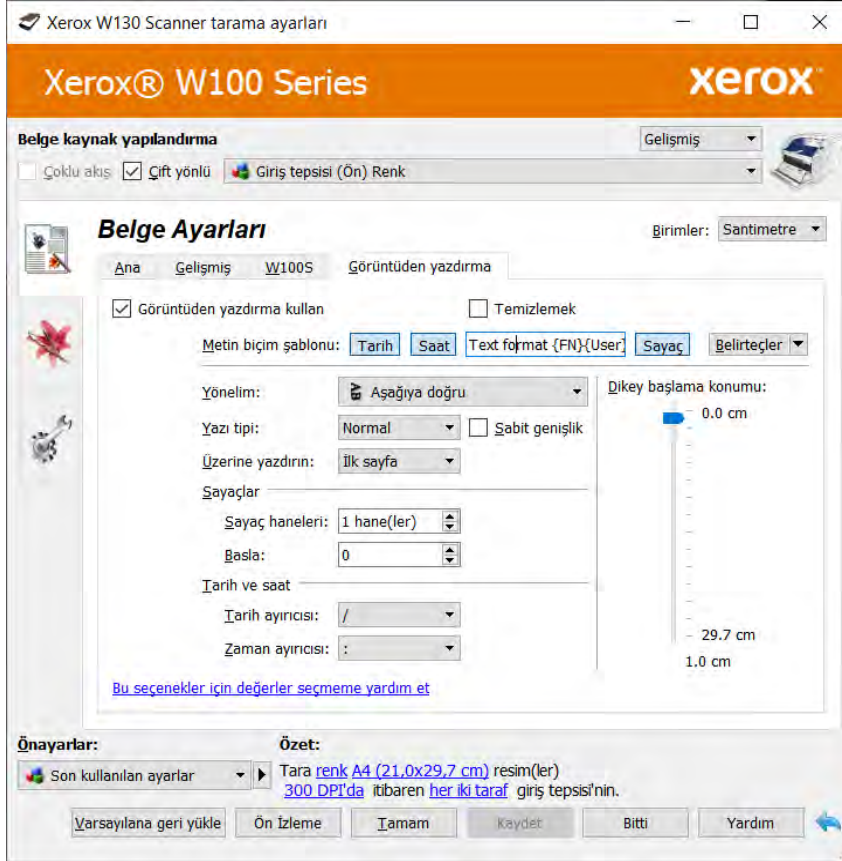 Xerox W130 Scanner tarama ayarları
Xerox® W100 Series
xerox™
Belge kaynak yapılandırma
Gelişmiş
Çoklu akış Çift yönlü Giriş tepsisi (Ön) Renk
Belge Ayarları
Birimler: Santimetre
Ana Gelişmiş W100S Görüntüden yazdırma
Görüntüden yazdırma kullan Temizlemek
Metin biçim şablonu: Tarih Saat Text format {FN}{User} Sayaç Belirteçler
Yönelim: Aşağıya doğru
Dikey başlama konumu:
0.0 cm
Yazı tipi: Normal Sabit genişlik
Üzerine yazdırın: İlk sayfa
Sayaçlar
Sayaç haneleri: 1 hane(ler)
Basla: 0
Tarih ve saat
Tarih ayırıcısı: /
Zaman ayırıcısı: :
29.7 cm
1.0 cm
Bu seçenekler için değerler seçmeme yardım et
Önayarlar:
Özet:
Son kullanılan ayarlar
Tara renk A4 (21,0x29,7 cm) resim(ler)
300 DPI'da itibaren her iki taraf giriş tepsisi'nin.
Varsayılana geri yükle Ön İzleme Tamam Kaydet Bitti Yardım